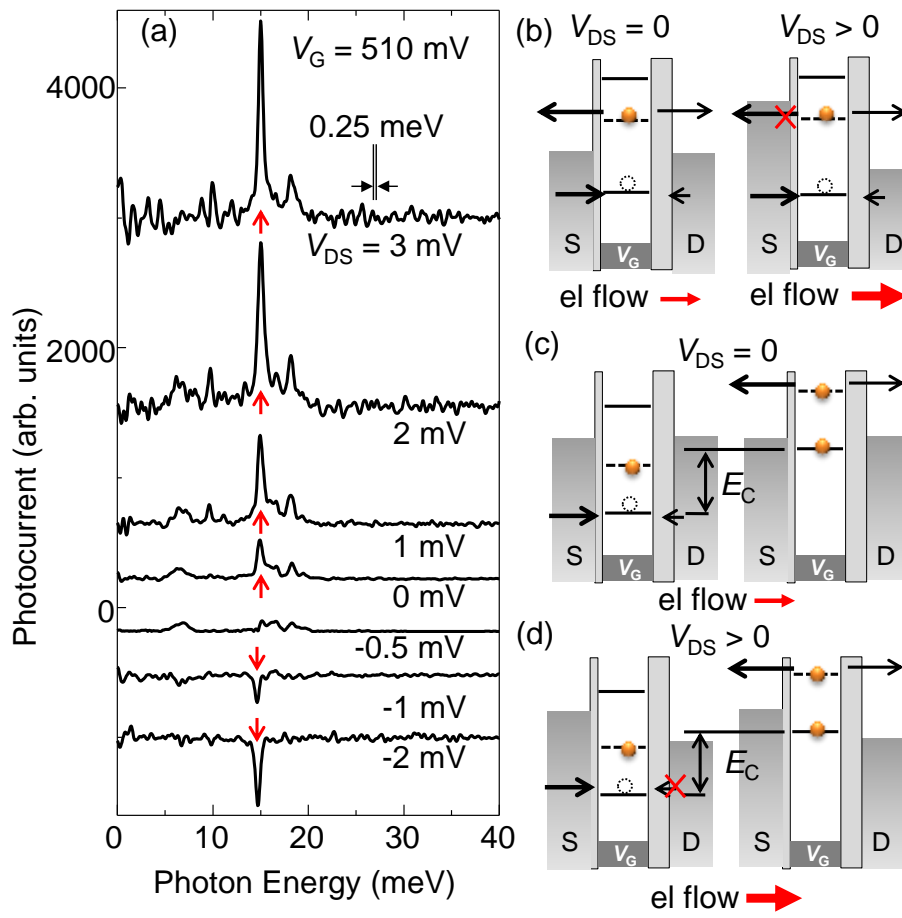 (a)
V_G = 510 mV
0.25 meV
V_DS = 3 mV
2 mV
1 mV
0 mV
-0.5 mV
-1 mV
-2 mV
4000
2000
0
Photocurrent (arb. units)
0 10 20 30 40
Photon Energy (meV)
(b)
V_DS = 0
V_DS > 0
S V_G D
S V_G D
el flow
el flow
(c)
V_DS = 0
E_C
S V_G D
S V_G D
el flow
(d)
V_DS > 0
E_C
S V_G D
S V_G D
el flow